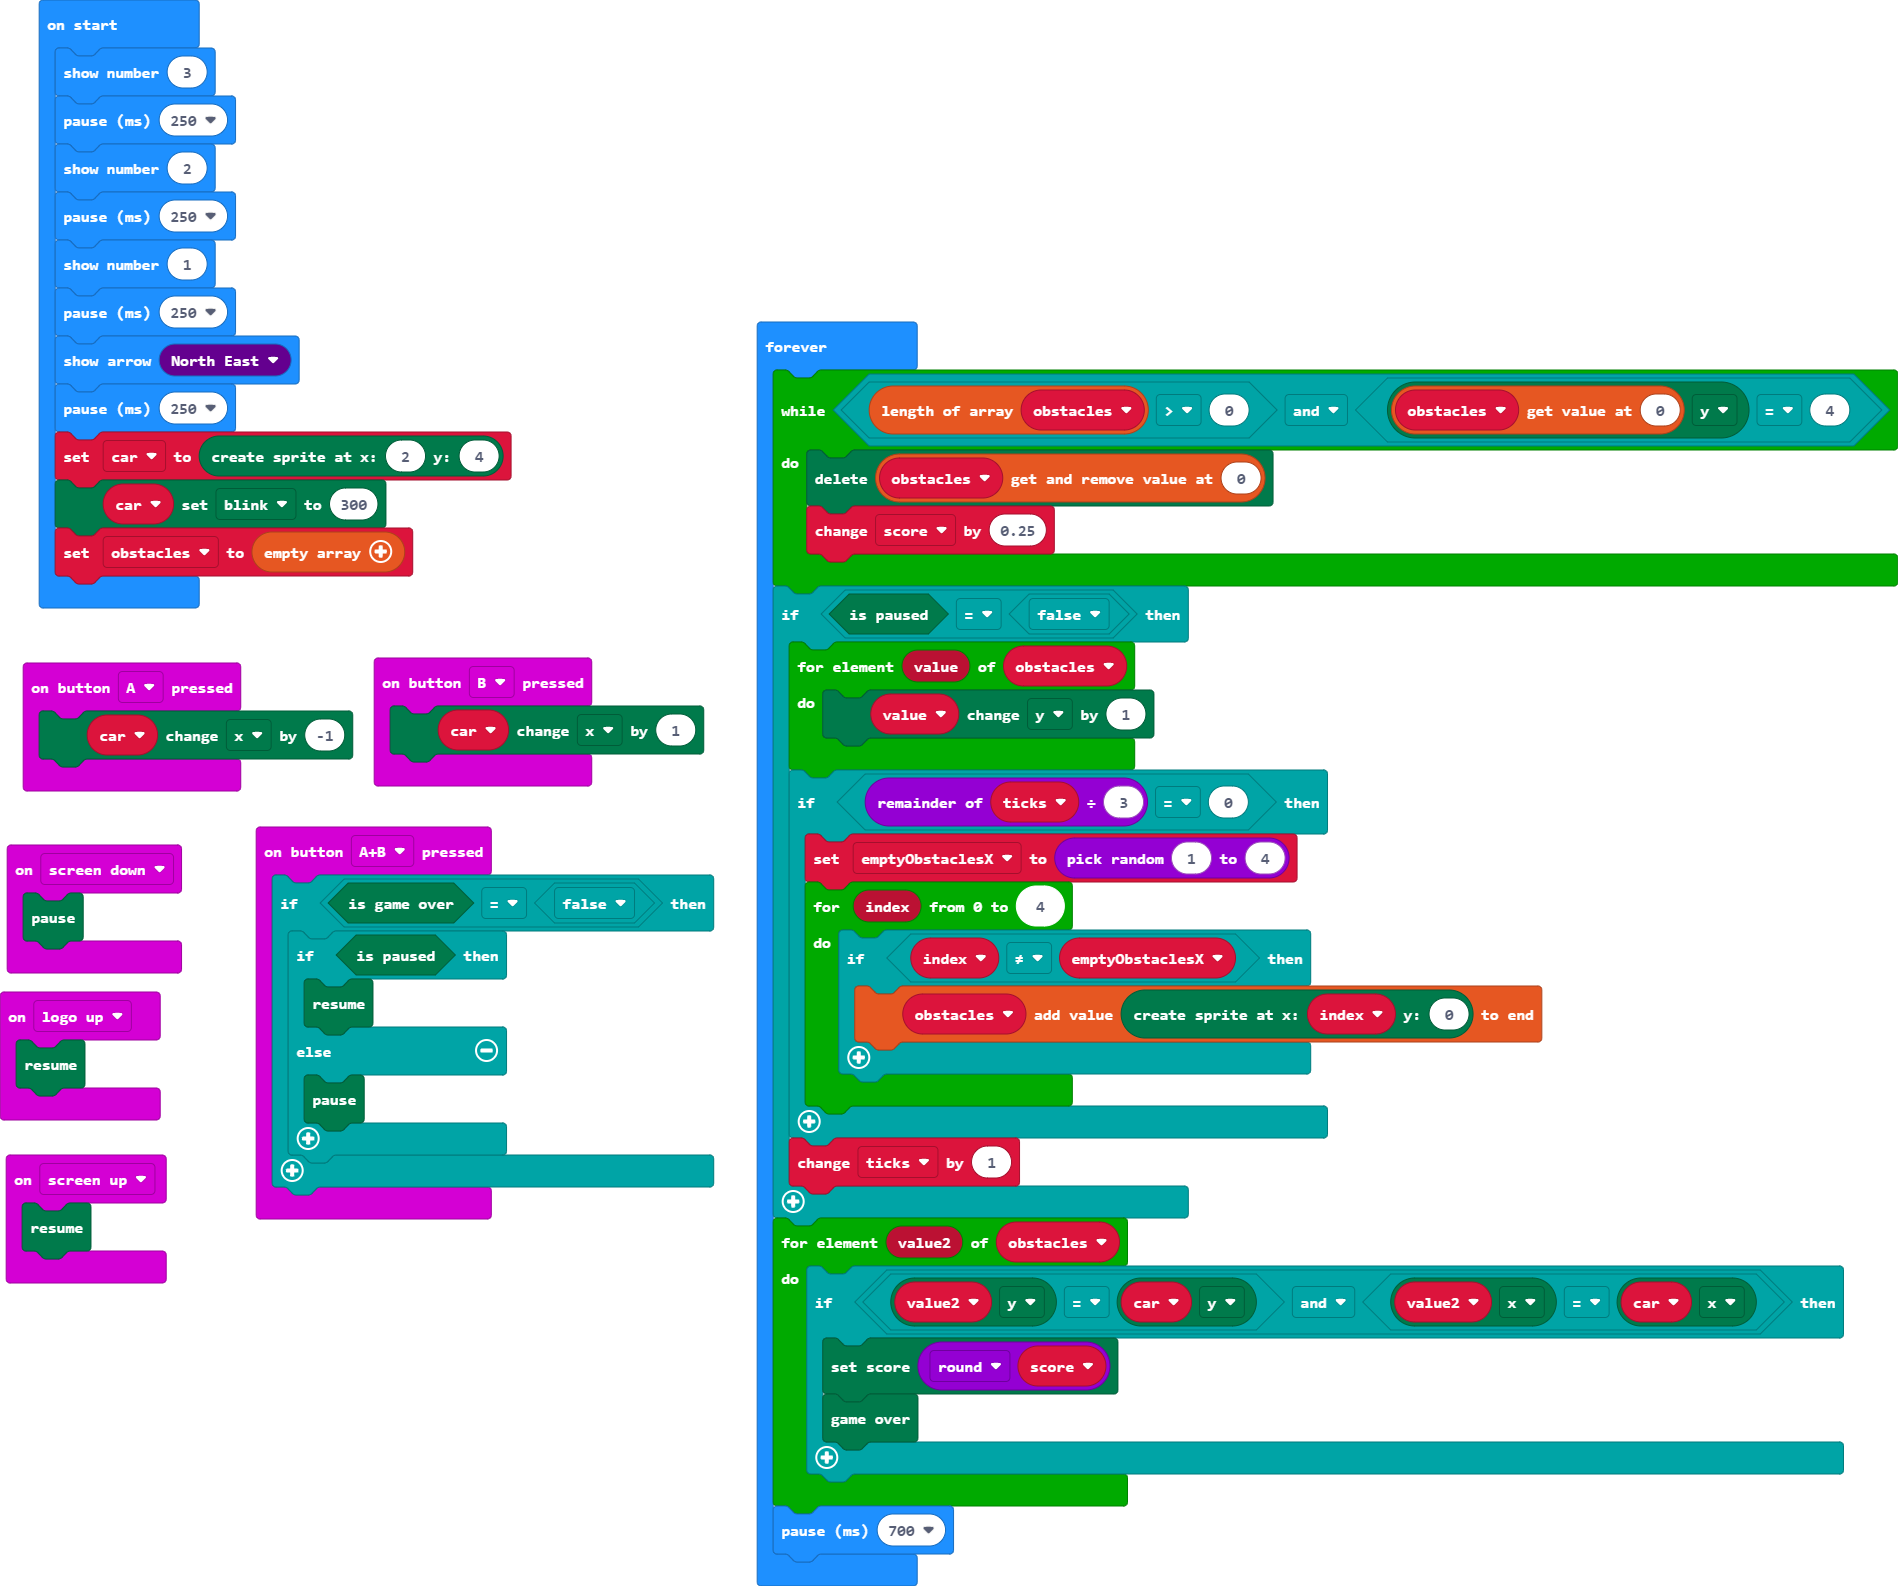 on start
show number 3
pause (ms) 250
show number 2
pause (ms) 250
show number 1
pause (ms) 250
show arrow North East
pause (ms) 250
set car to create sprite at x: 2 y: 4
car set blink to 300
set obstacles to empty array
on button A pressed
car change x by -1
on button B pressed
car change x by 1
on screen down
pause
on logo up
resume
on screen up
resume
on button A+B pressed
if is game over = false then
if is paused then
resume
else
pause
forever
while length of array obstacles > 0 and obstacles get value at 0 y = 4
do
delete obstacles get and remove value at 0
change score by 0.25
if is paused = false then
for element value of obstacles
do
value change y by 1
if remainder of ticks ÷ 3 = 0 then
set emptyObstaclesX to pick random 1 to 4
for index from 0 to 4
do
if index ≠ emptyObstaclesX then
obstacles add value create sprite at x: index y: 0 to end
change ticks by 1
for element value2 of obstacles
do
if value2 y = car y and value2 x = car x then
set score round score
game over
pause (ms) 700